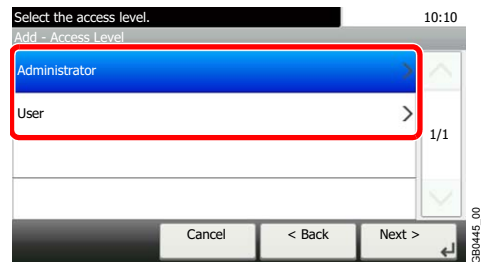 Select the access level. 10:10
Add - Access Level
Administrator
User
1/1
Cancel < Back Next >
GB0445_00